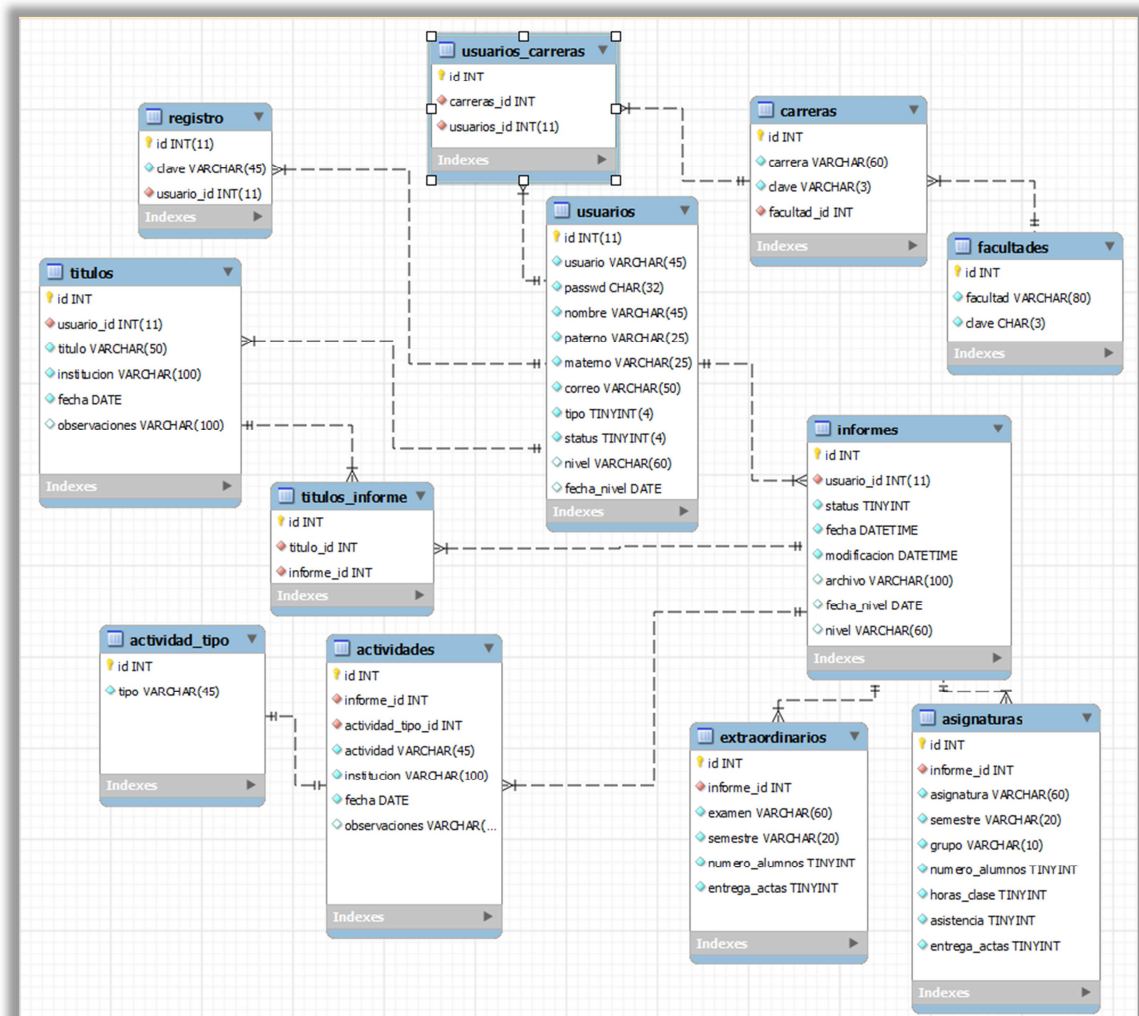 usuarios_carreras
id INT
carreras_id INT
usuarios_id INT(11)
Indexes
registro
id INT(11)
clave VARCHAR(45)
usuario_id INT(11)
Indexes
carreras
id INT
carrera VARCHAR(60)
clave VARCHAR(3)
facultad_id INT
Indexes
usuarios
id INT(11)
usuario VARCHAR(45)
passwd CHAR(32)
nombre VARCHAR(45)
paterno VARCHAR(25)
materno VARCHAR(25)
correo VARCHAR(50)
tipo TINYINT(4)
status TINYINT(4)
nivel VARCHAR(60)
fecha_nivel DATE
Indexes
facultades
id INT
facultad VARCHAR(80)
clave CHAR(3)
Indexes
titulos
id INT
usuario_id INT(11)
titulo VARCHAR(50)
institucion VARCHAR(100)
fecha DATE
observaciones VARCHAR(100)
Indexes
informes
id INT
usuario_id INT(11)
status TINYINT
fecha DATETIME
modificacion DATETIME
archivo VARCHAR(100)
fecha_nivel DATE
nivel VARCHAR(60)
Indexes
titulos_informe
id INT
titulo_id INT
informe_id INT
Indexes
actividad_tipo
id INT
tipo VARCHAR(45)
Indexes
actividades
id INT
informe_id INT
actividad_tipo_id INT
actividad VARCHAR(45)
institucion VARCHAR(100)
fecha DATE
observaciones VARCHAR(...
Indexes
extraordinarios
id INT
informe_id INT
examen VARCHAR(60)
semestre VARCHAR(20)
numero_alumnos TINYINT
entrega_actas TINYINT
Indexes
asignaturas
id INT
informe_id INT
asignatura VARCHAR(60)
semestre VARCHAR(20)
grupo VARCHAR(10)
numero_alumnos TINYINT
horas_clase TINYINT
asistencia TINYINT
entrega_actas TINYINT
Indexes